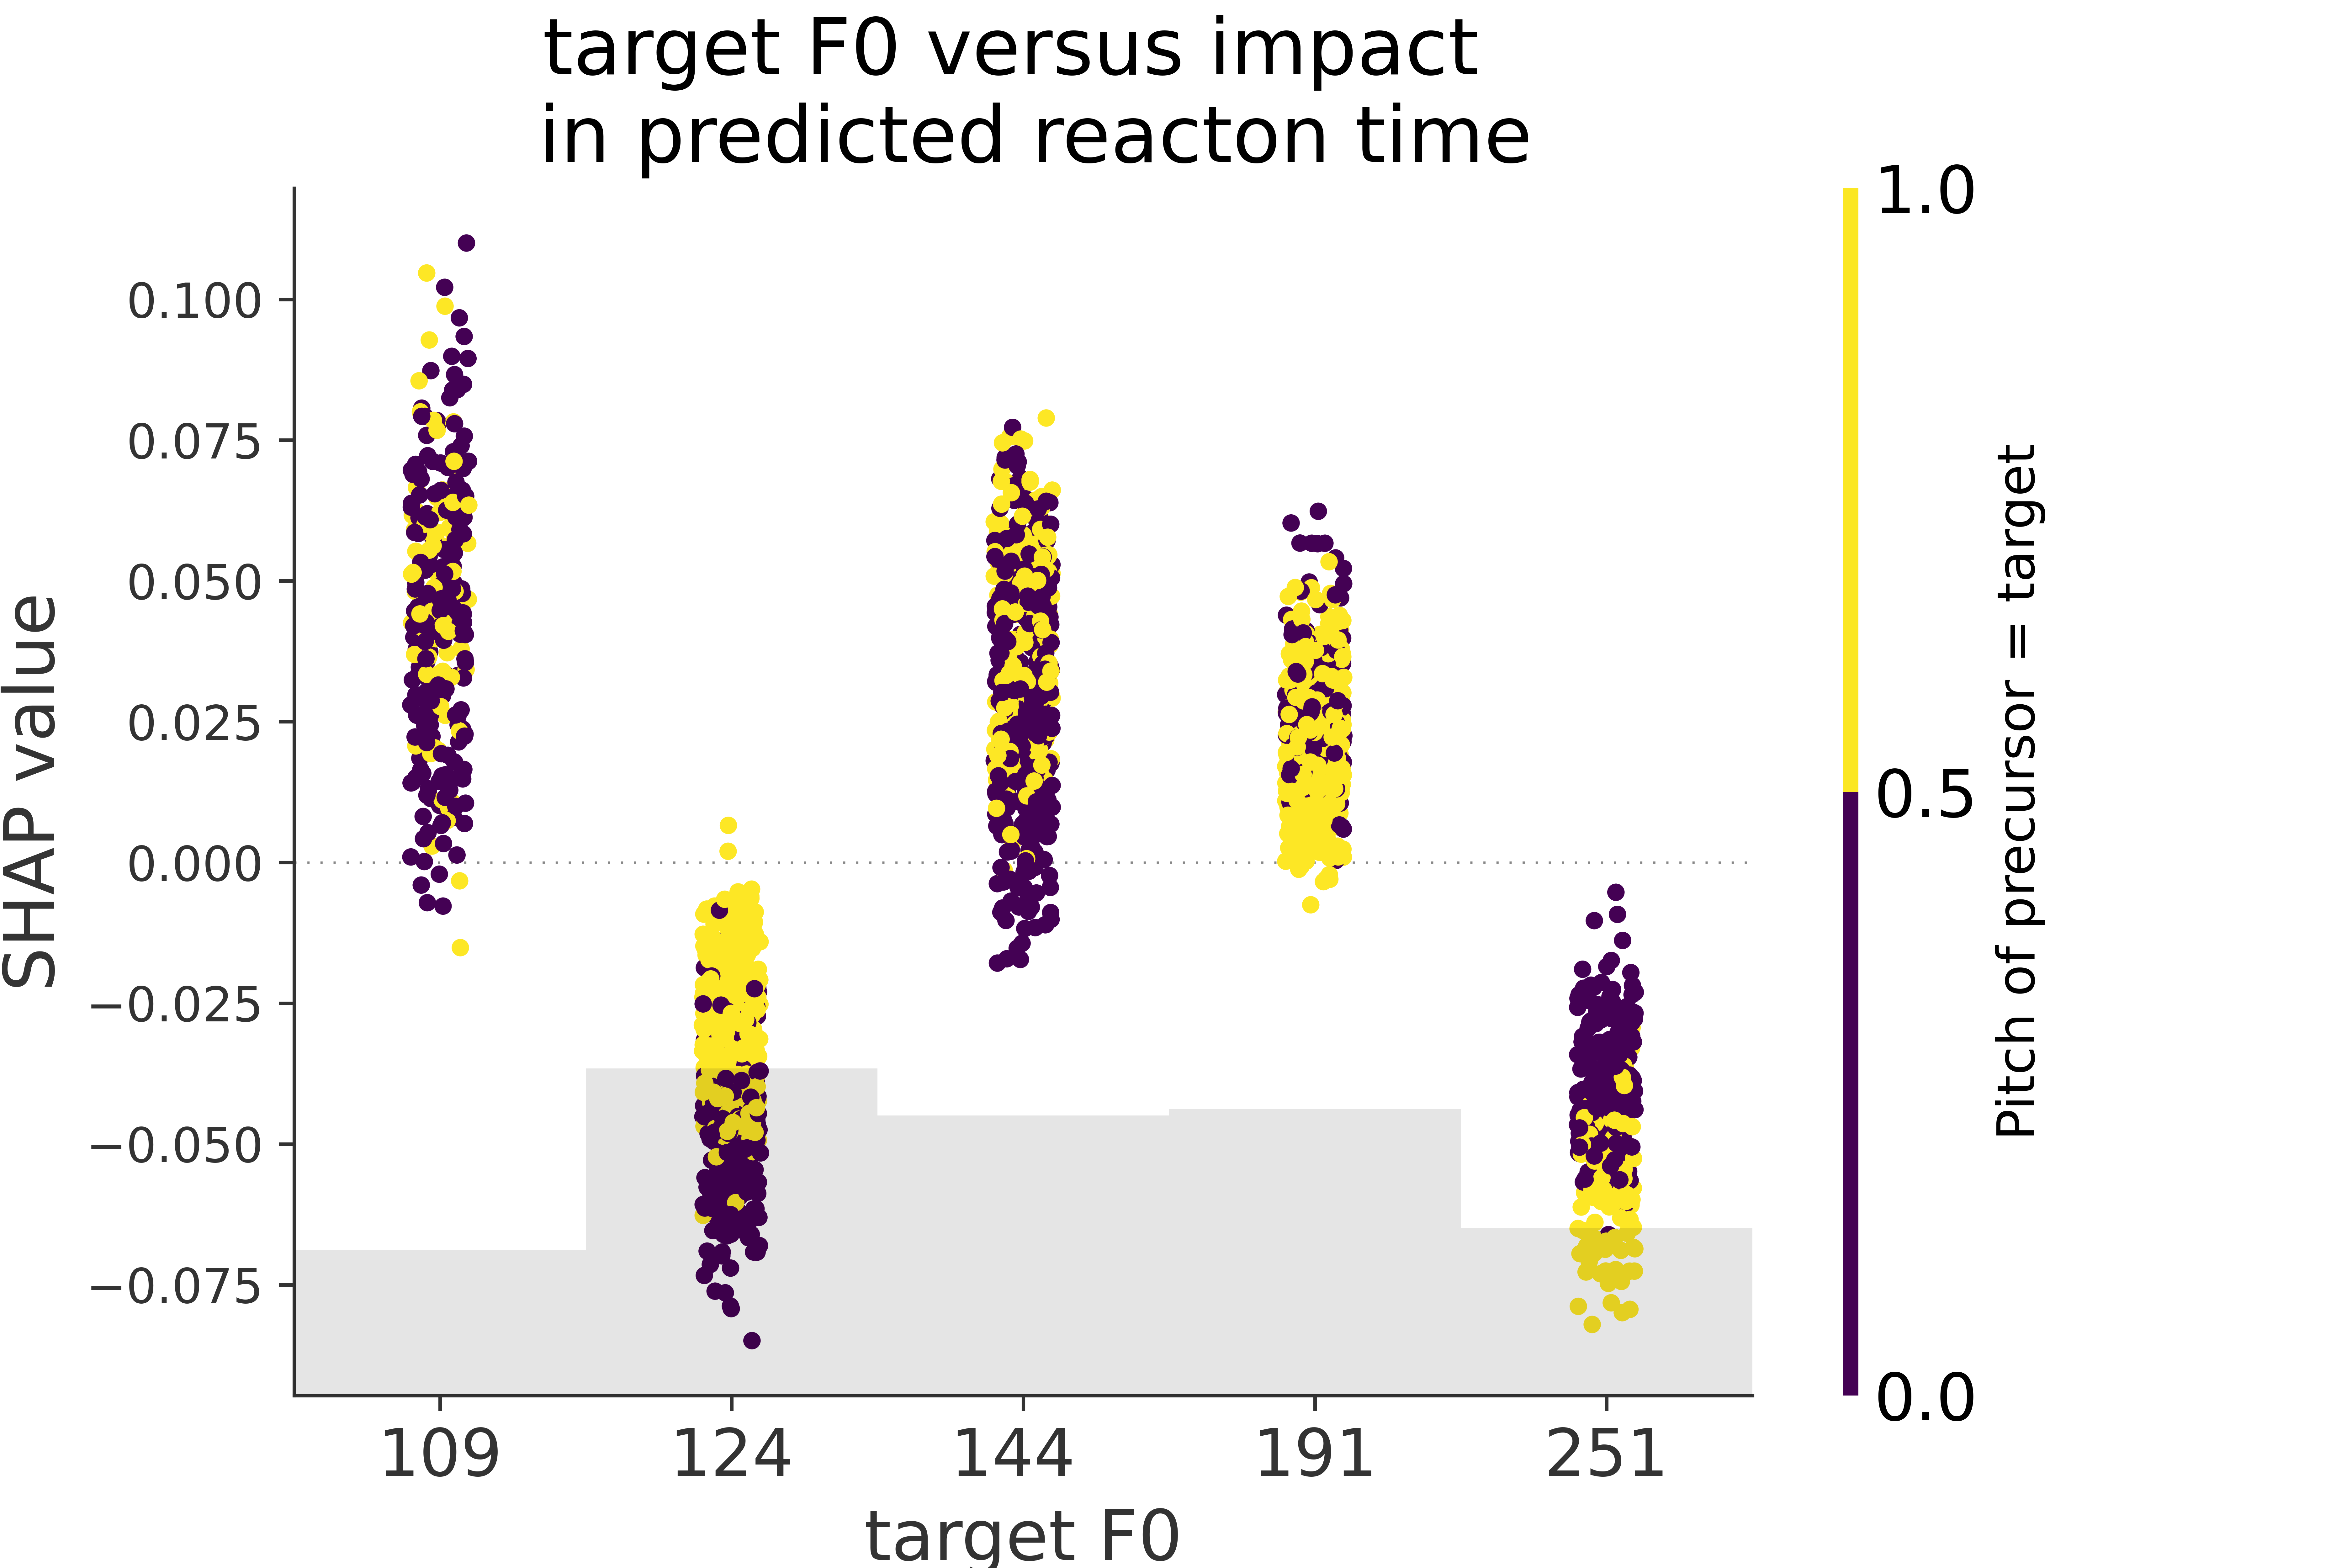 target F0 versus impact
in predicted reacton time
SHAP value
0.100
0.075
0.050
0.025
0.000
−0.025
−0.050
−0.075
109 124 144 191 251
target F0
1.0
0.5
0.0
Pitch of precursor = target